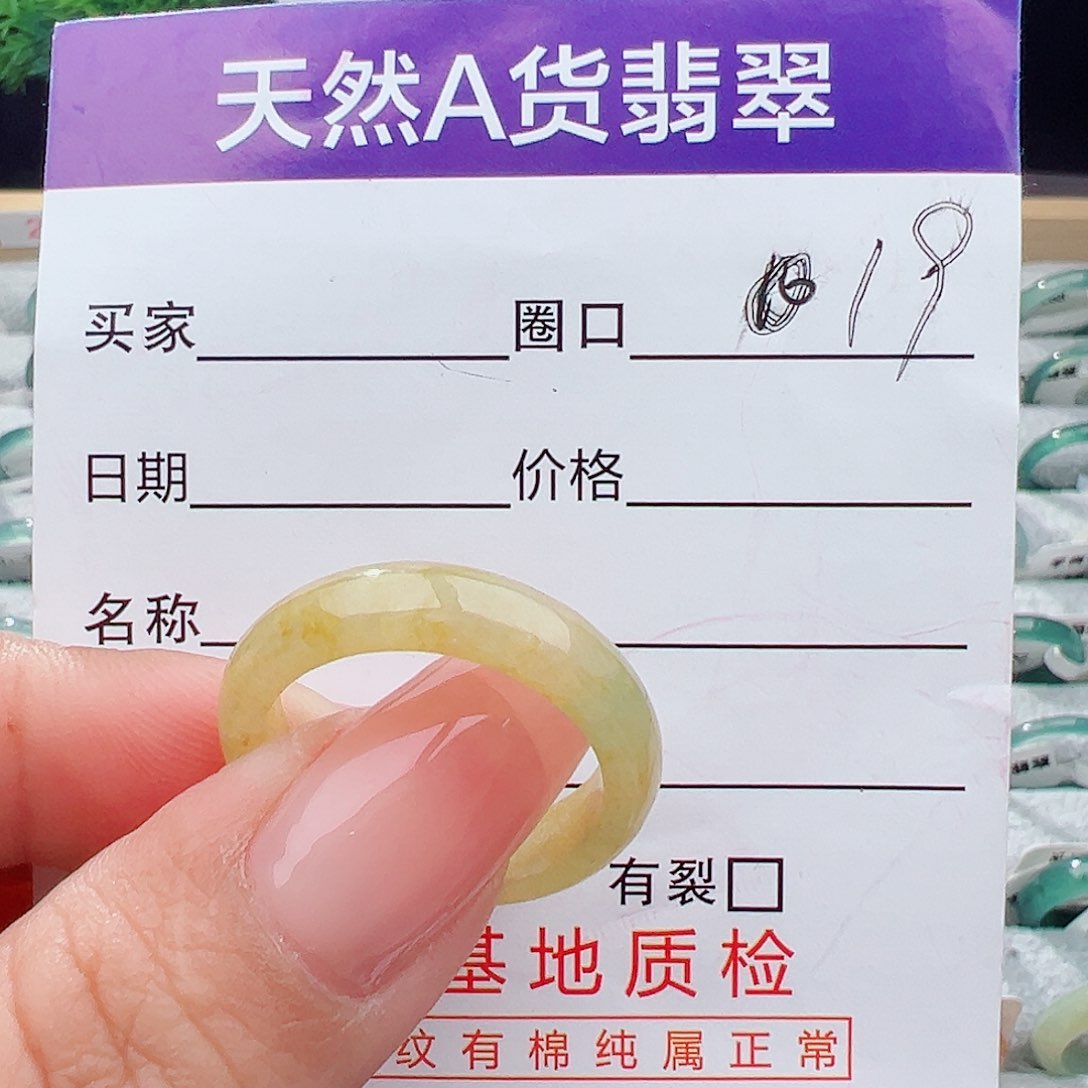 天然A货翡翠
买家 圈口 19
日期 价格
名称
有裂
基地质检
纹有棉纯属正常